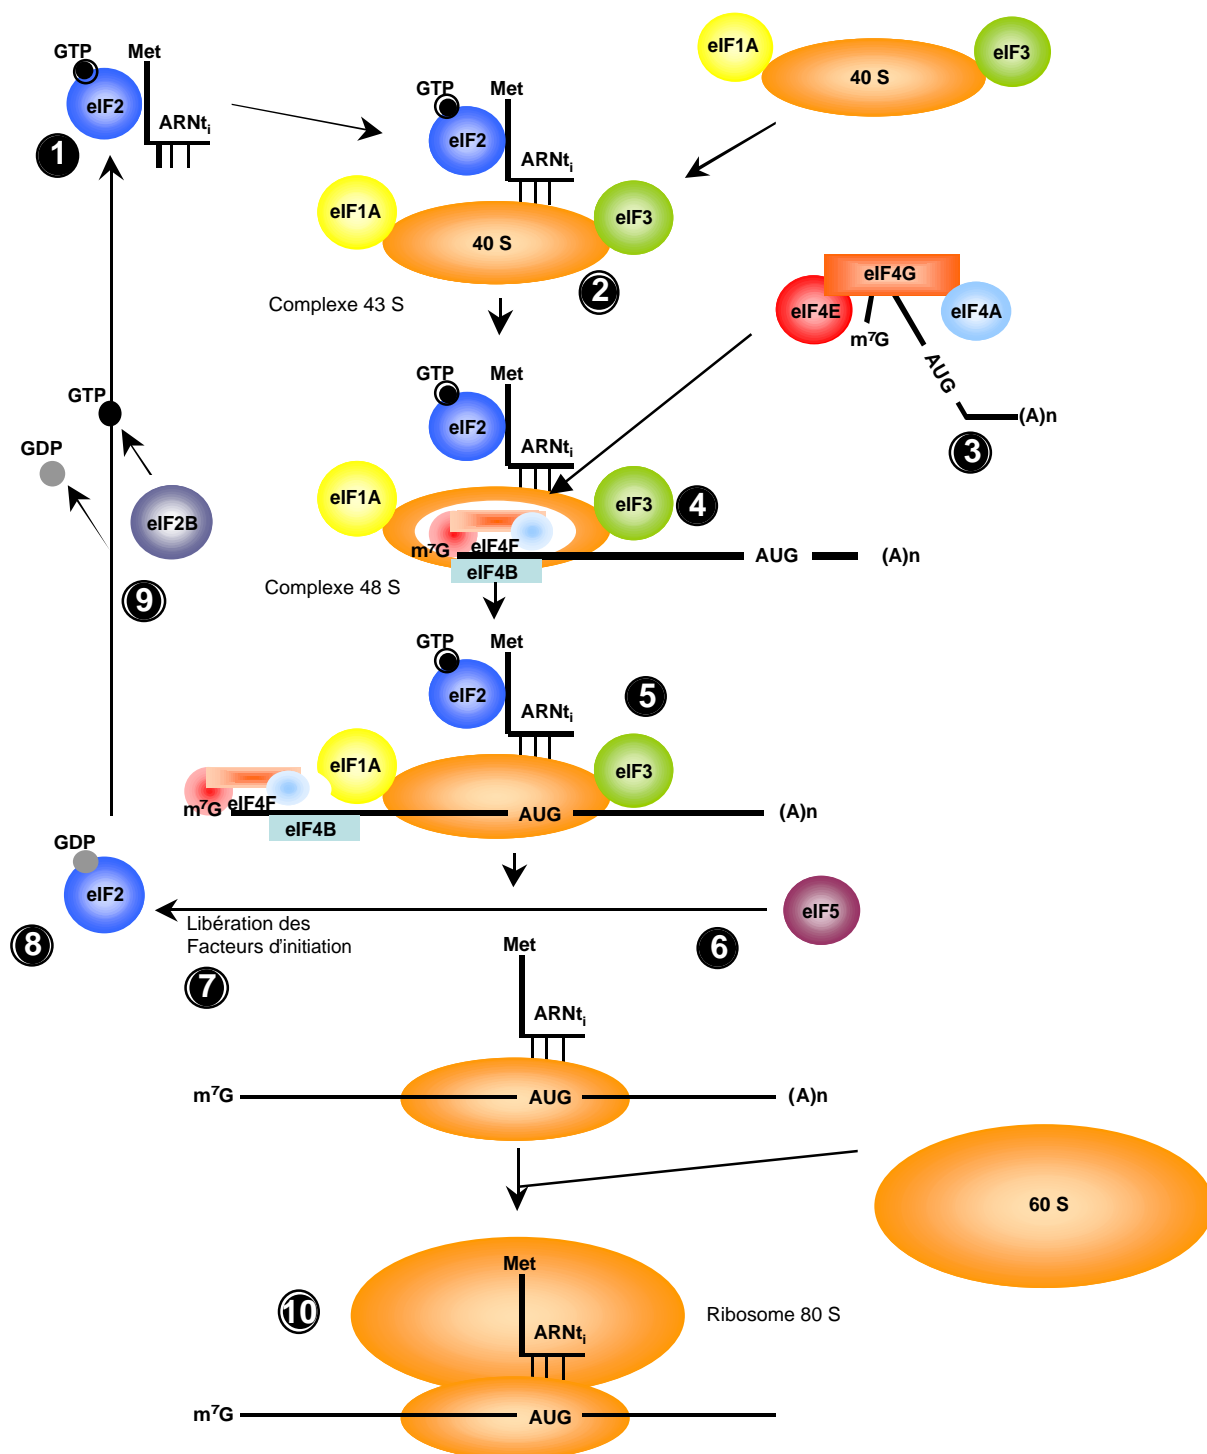 GTP Met
eIF2
ARNti
1
eIF1A
40 S
eIF3
GTP Met
eIF2
ARNti
eIF1A
40 S
eIF3
2
Complexe 43 S
eIF4G
eIF4E
eIF4A
m⁷G
AUG
(A)n
3
GTP Met
eIF2
ARNti
eIF1A
eIF3
4
m⁷G
eIF4F
AUG
(A)n
eIF4B
Complexe 48 S
GTP
GDP
eIF2B
9
GTP Met
eIF2
ARNti
5
eIF1A
eIF3
m⁷G
eIF4F
AUG
(A)n
eIF4B
GDP
eIF2
8
eIF5
6
Libération des
Facteurs d'initiation
7
Met
ARNti
m⁷G
AUG
(A)n
60 S
Met
10
ARNti
Ribosome 80 S
m⁷G
AUG